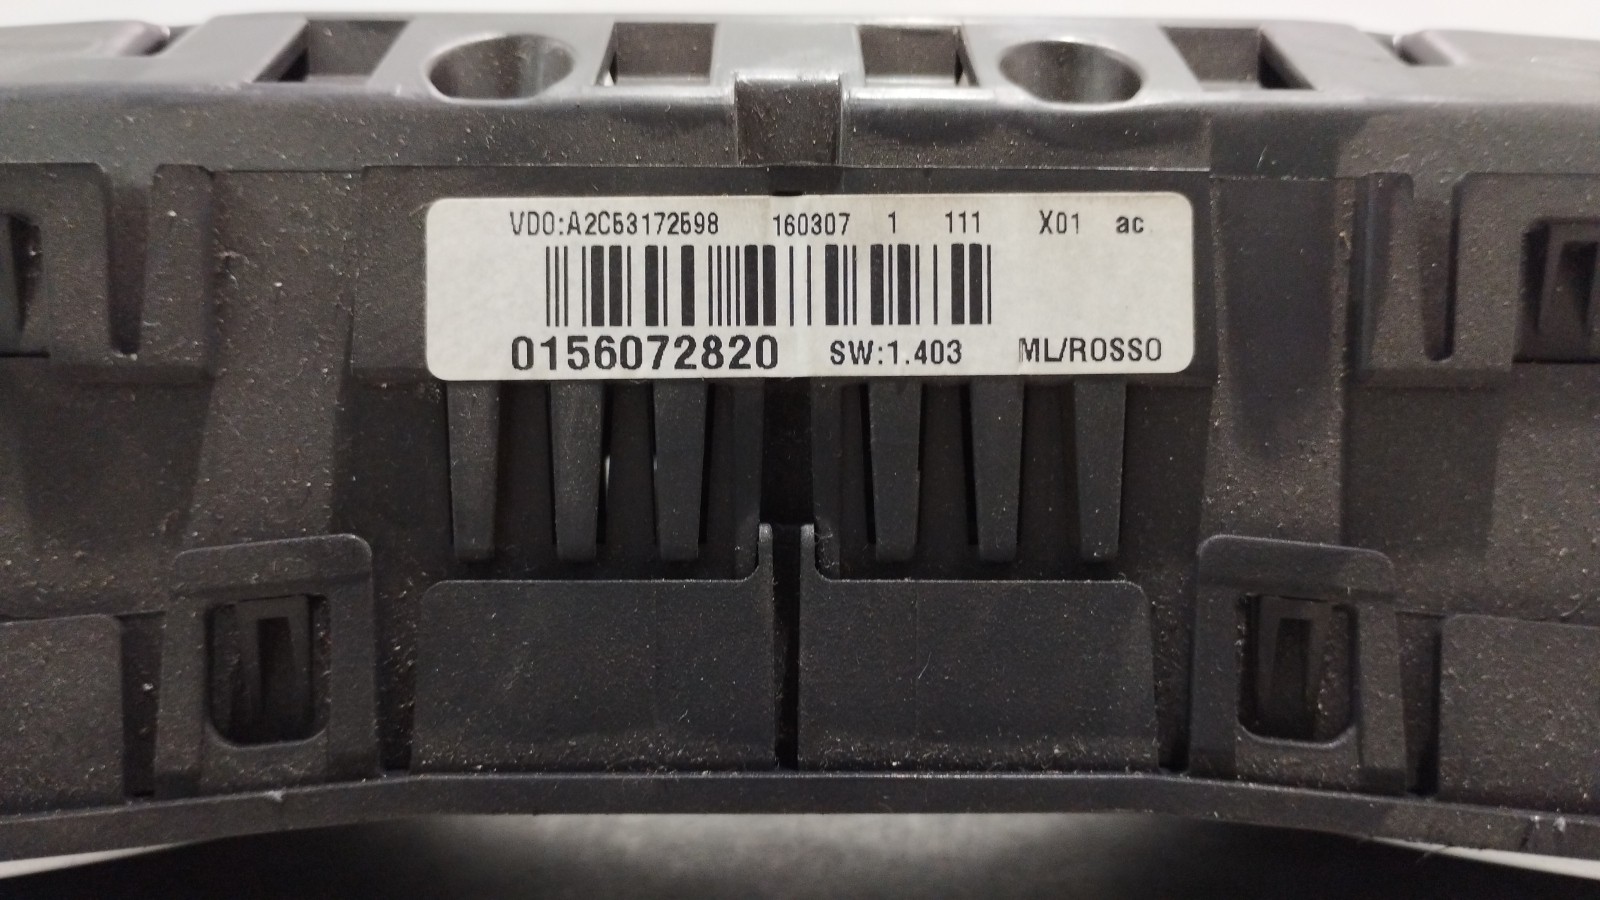 VDO:A2C53172598 160307 1 111 X01 ac
0156072820 SW:1.403 ML/ROSSO